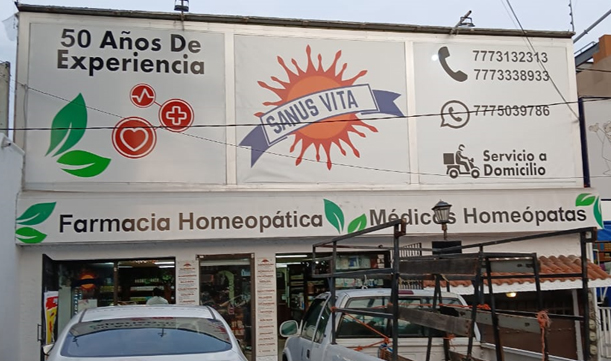 50 Años De
Experiencia
SANUS VITA
7773132313
7773338933
7775039786
Servicio a
Domicilio
Farmacia Homeopática
Médicos Homeópatas